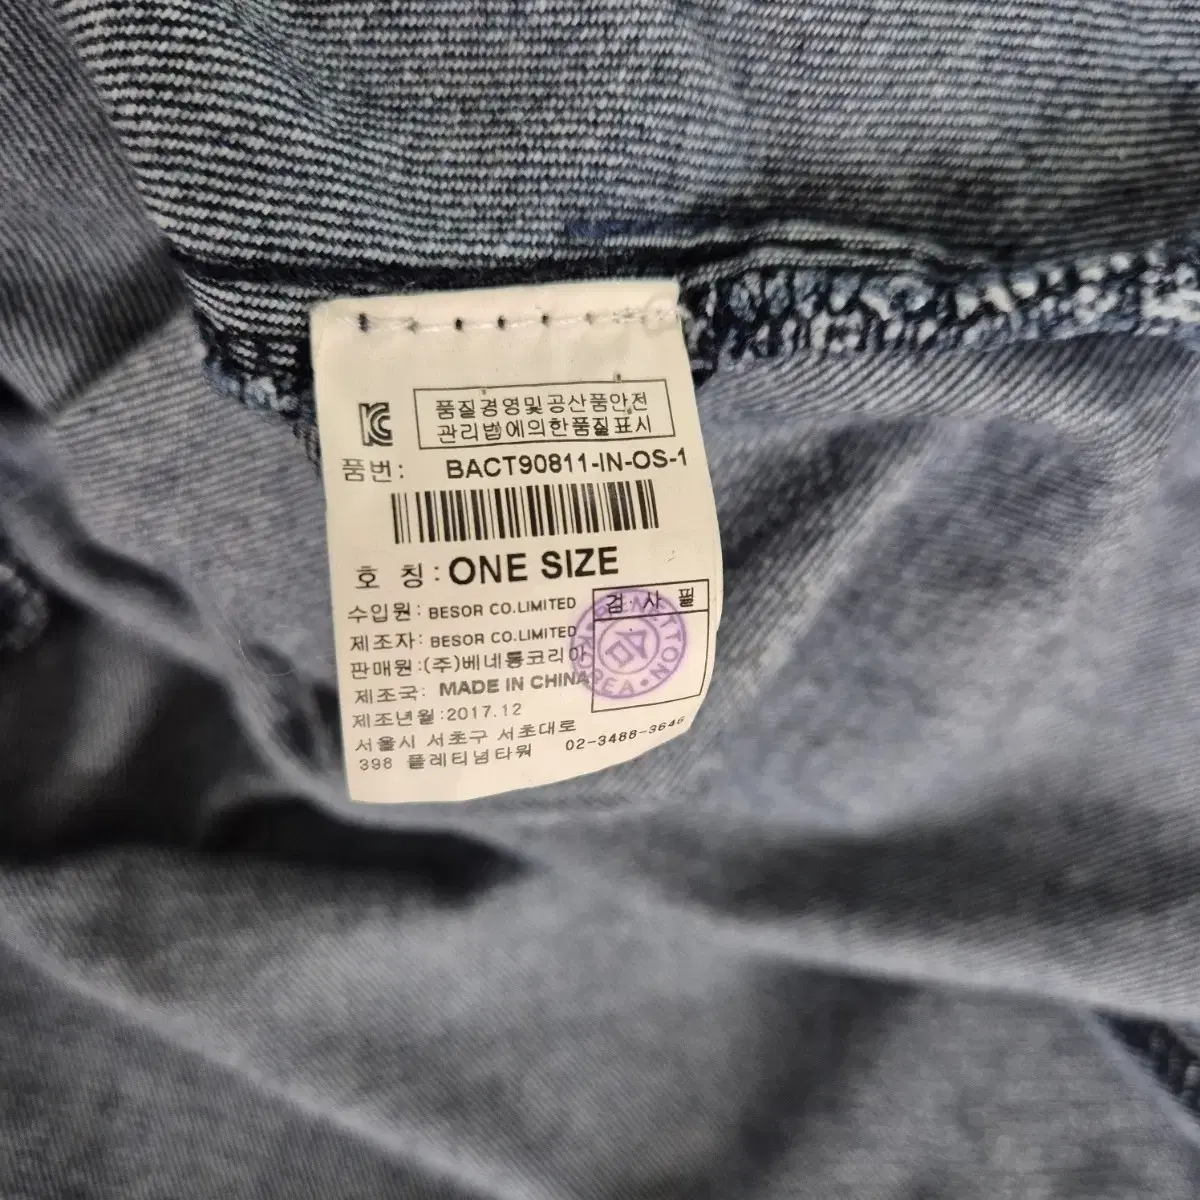 품질경영및공산품안전
관리법에의한품질표시
품번: BACT90811-IN-OS-1
호 칭: ONE SIZE
수입원: BESOR CO.LIMITED
검 사 필
제조자: BESOR CO.LIMITED
BENETTON KOREA
판매원:(주)베네통코리아
제조국: MADE IN CHINA
제조년월:2017.12
서울시 서초구 서초대로
398 플레티넘타워 02-3488-3646